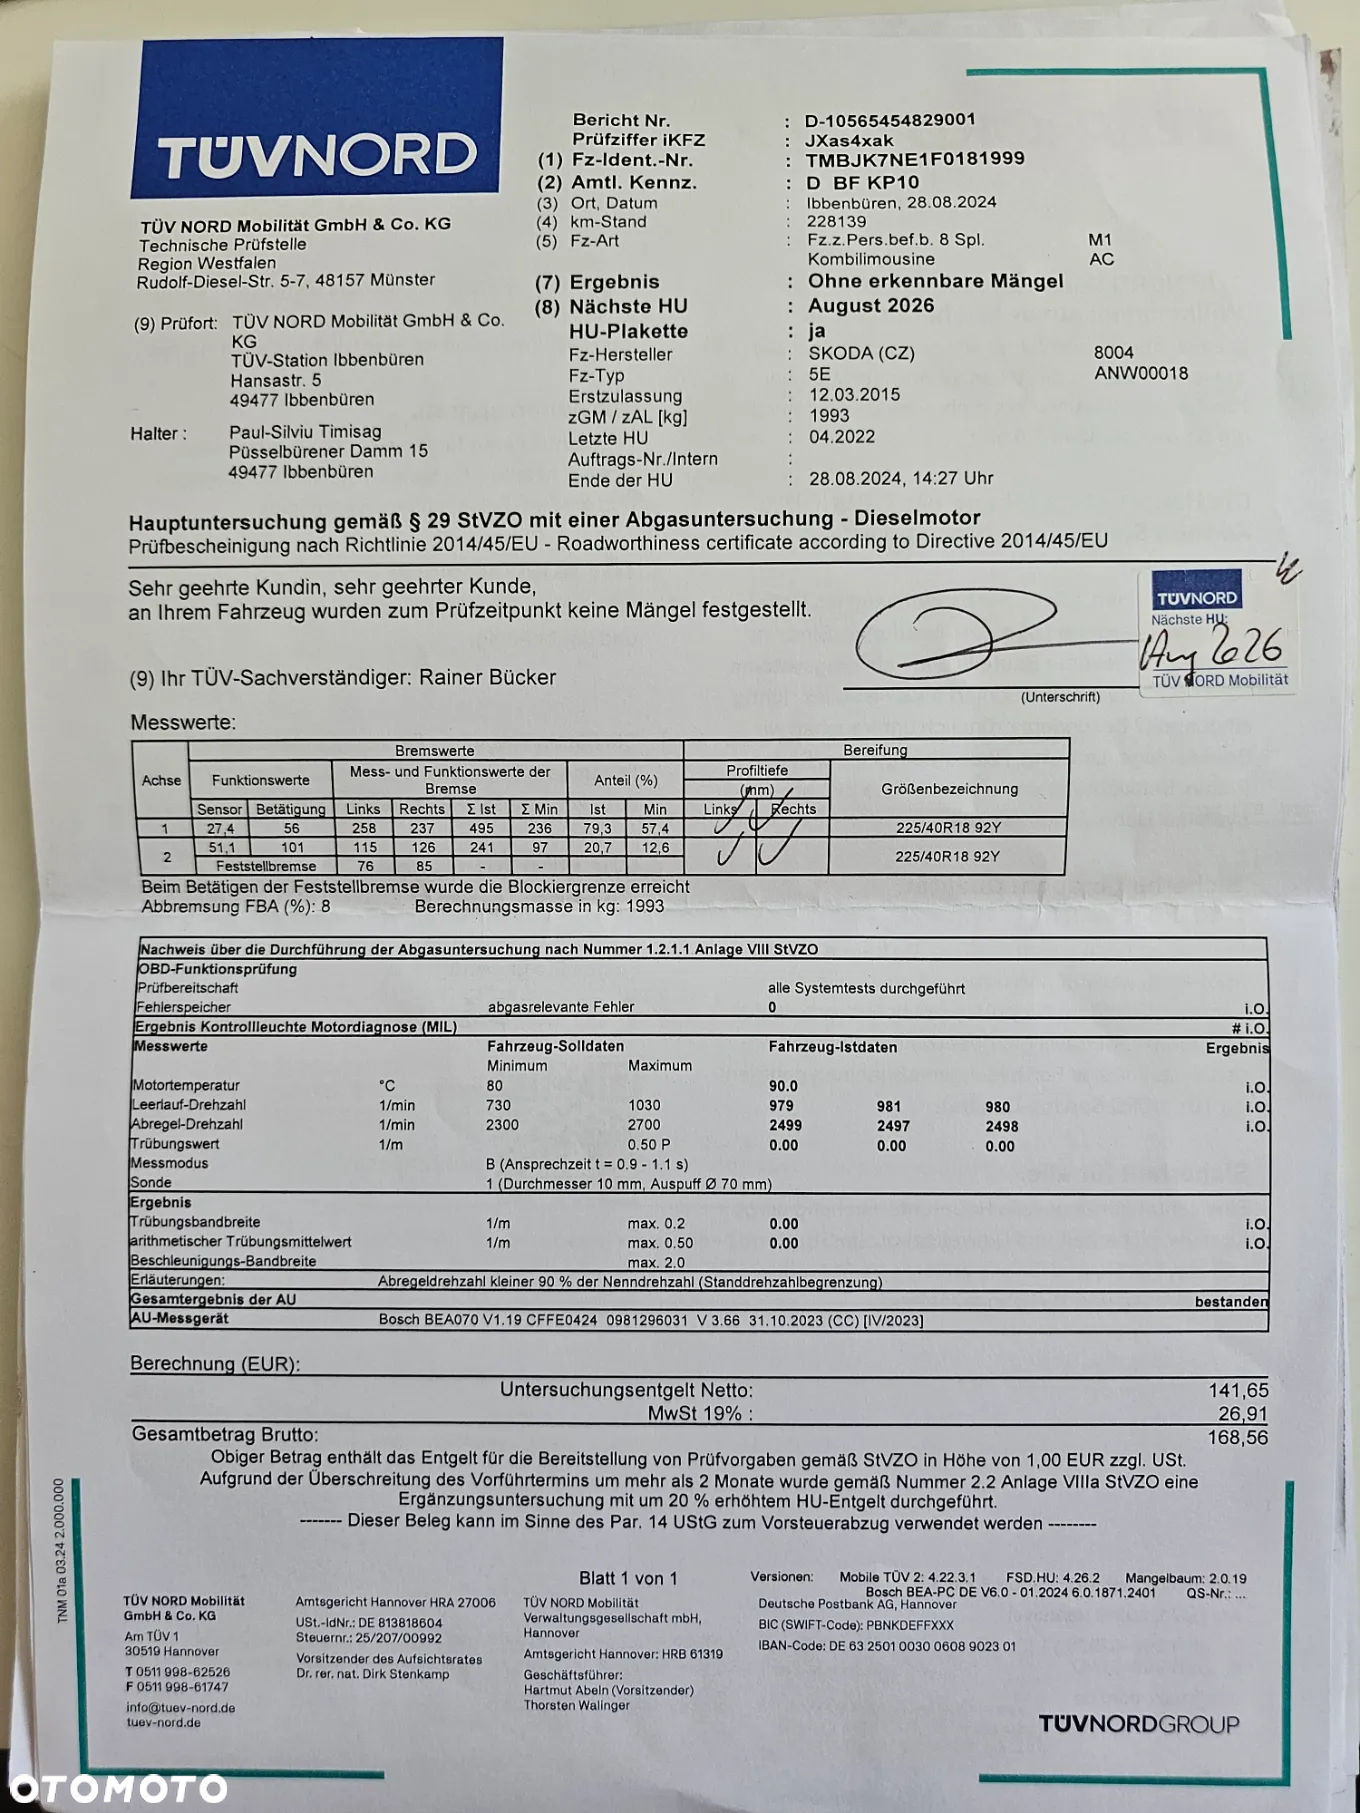 TÜVNORD
TÜV NORD Mobilität GmbH & Co. KG
Technische Prüfstelle
Region Westfalen
Rudolf-Diesel-Str. 5-7, 48157 Münster
(9) Prüfort: TÜV NORD Mobilität GmbH & Co.
KG
TÜV-Station Ibbenbüren
Hansastr. 5
49477 Ibbenbüren
Halter : Paul-Silviu Timisag
Püsselbürener Damm 15
49477 Ibbenbüren
Bericht Nr. : D-10565454829001
Prüfziffer iKFZ : JXas4xak
(1) Fz-Ident.-Nr. : TMBJK7NE1F0181999
(2) Amtl. Kennz. : D BF KP10
(3) Ort, Datum : Ibbenbüren, 28.08.2024
(4) km-Stand : 228139
(5) Fz-Art : Fz.z.Pers.bef.b. 8 Spl. M1
Kombilimousine AC
(7) Ergebnis : Ohne erkennbare Mängel
(8) Nächste HU : August 2026
HU-Plakette : ja
Fz-Hersteller : SKODA (CZ) 8004
Fz-Typ : 5E ANW00018
Erstzulassung : 12.03.2015
zGM / zAL [kg] : 1993
Letzte HU : 04.2022
Auftrags-Nr./Intern :
Ende der HU : 28.08.2024, 14:27 Uhr
Hauptuntersuchung gemäß § 29 StVZO mit einer Abgasuntersuchung - Dieselmotor
Prüfbescheinigung nach Richtlinie 2014/45/EU - Roadworthiness certificate according to Directive 2014/45/EU
Sehr geehrte Kundin, sehr geehrter Kunde,
an Ihrem Fahrzeug wurden zum Prüfzeitpunkt keine Mängel festgestellt.
(9) Ihr TÜV-Sachverständiger: Rainer Bücker
(Unterschrift)
TÜVNORD
Nächste HU:
Aug 2026
TÜV NORD Mobilität
Messwerte:
Bremswerte Bereifung
Achse Funktionswerte Mess- und Funktionswerte der Bremse Anteil (%) Profiltiefe (mm) Größenbezeichnung
Sensor Betätigung Links Rechts Σ Ist Σ Min Ist Min Links Rechts
1 27,4 56 258 237 495 236 79,3 57,4 225/40R18 92Y
2 51,1 101 115 126 241 97 20,7 12,6 225/40R18 92Y
Feststellbremse 76 85 - -
Beim Betätigen der Feststellbremse wurde die Blockiergrenze erreicht
Abbremsung FBA (%): 8 Berechnungsmasse in kg: 1993
Nachweis über die Durchführung der Abgasuntersuchung nach Nummer 1.2.1.1 Anlage VIII StVZO
OBD-Funktionsprüfung
Prüfbereitschaft alle Systemtests durchgeführt
Fehlerspeicher abgasrelevante Fehler 0 i.O.
Ergebnis Kontrollleuchte Motordiagnose (MIL) # i.O.
Messwerte Fahrzeug-Solldaten Fahrzeug-Istdaten Ergebnis
Minimum Maximum
Motortemperatur °C 80 90.0 i.O.
Leerlauf-Drehzahl 1/min 730 1030 979 981 980 i.O.
Abregel-Drehzahl 1/min 2300 2700 2499 2497 2498 i.O.
Trübungswert 1/m 0.50 P 0.00 0.00 0.00
Messmodus B (Ansprechzeit t = 0.9 - 1.1 s)
Sonde 1 (Durchmesser 10 mm, Auspuff Ø 70 mm)
Ergebnis
Trübungsbandbreite 1/m max. 0.2 0.00 i.O.
arithmetischer Trübungsmittelwert 1/m max. 0.50 0.00 i.O.
Beschleunigungs-Bandbreite max. 2.0
Erläuterungen: Abregeldrehzahl kleiner 90 % der Nenndrehzahl (Standdrehzahlbegrenzung)
Gesamtergebnis der AU bestanden
AU-Messgerät Bosch BEA070 V1.19 CFFE0424 0981296031 V 3.66 31.10.2023 (CC) [IV/2023]
Berechnung (EUR):
Untersuchungsentgelt Netto: 141,65
MwSt 19% : 26,91
Gesamtbetrag Brutto: 168,56
Obiger Betrag enthält das Entgelt für die Bereitstellung von Prüfvorgaben gemäß StVZO in Höhe von 1,00 EUR zzgl. USt.
Aufgrund der Überschreitung des Vorführtermins um mehr als 2 Monate wurde gemäß Nummer 2.2 Anlage VIIIa StVZO eine
Ergänzungsuntersuchung mit um 20 % erhöhtem HU-Entgelt durchgeführt.
------- Dieser Beleg kann im Sinne des Par. 14 UStG zum Vorsteuerabzug verwendet werden --------
TNM 01a 03.24 2.0000.000
Blatt 1 von 1
Versionen: Mobile TÜV 2: 4.22.3.1 FSD.HU: 4.26.2 Mangelbaum: 2.0.19
Bosch BEA-PC DE V6.0 - 01.2024 6.0.1871.2401 QS-Nr.: ...
TÜV NORD Mobilität
GmbH & Co. KG
Am TÜV 1
30519 Hannover
T 0511 998-62526
F 0511 998-61747
info@tuev-nord.de
tuev-nord.de
Amtsgericht Hannover HRA 27006
USt.-IdNr.: DE 813818604
Steuernr.: 25/207/00992
Vorsitzender des Aufsichtsrates
Dr. rer. nat. Dirk Stenkamp
TÜV NORD Mobilität
Verwaltungsgesellschaft mbH,
Hannover
Amtsgericht Hannover: HRB 61319
Geschäftsführer:
Hartmut Abeln (Vorsitzender)
Thorsten Walinger
Deutsche Postbank AG, Hannover
BIC (SWIFT-Code): PBNKDEFFXXX
IBAN-Code: DE 63 2501 0030 0608 9023 01
TÜVNORDGROUP
OTOMOTO